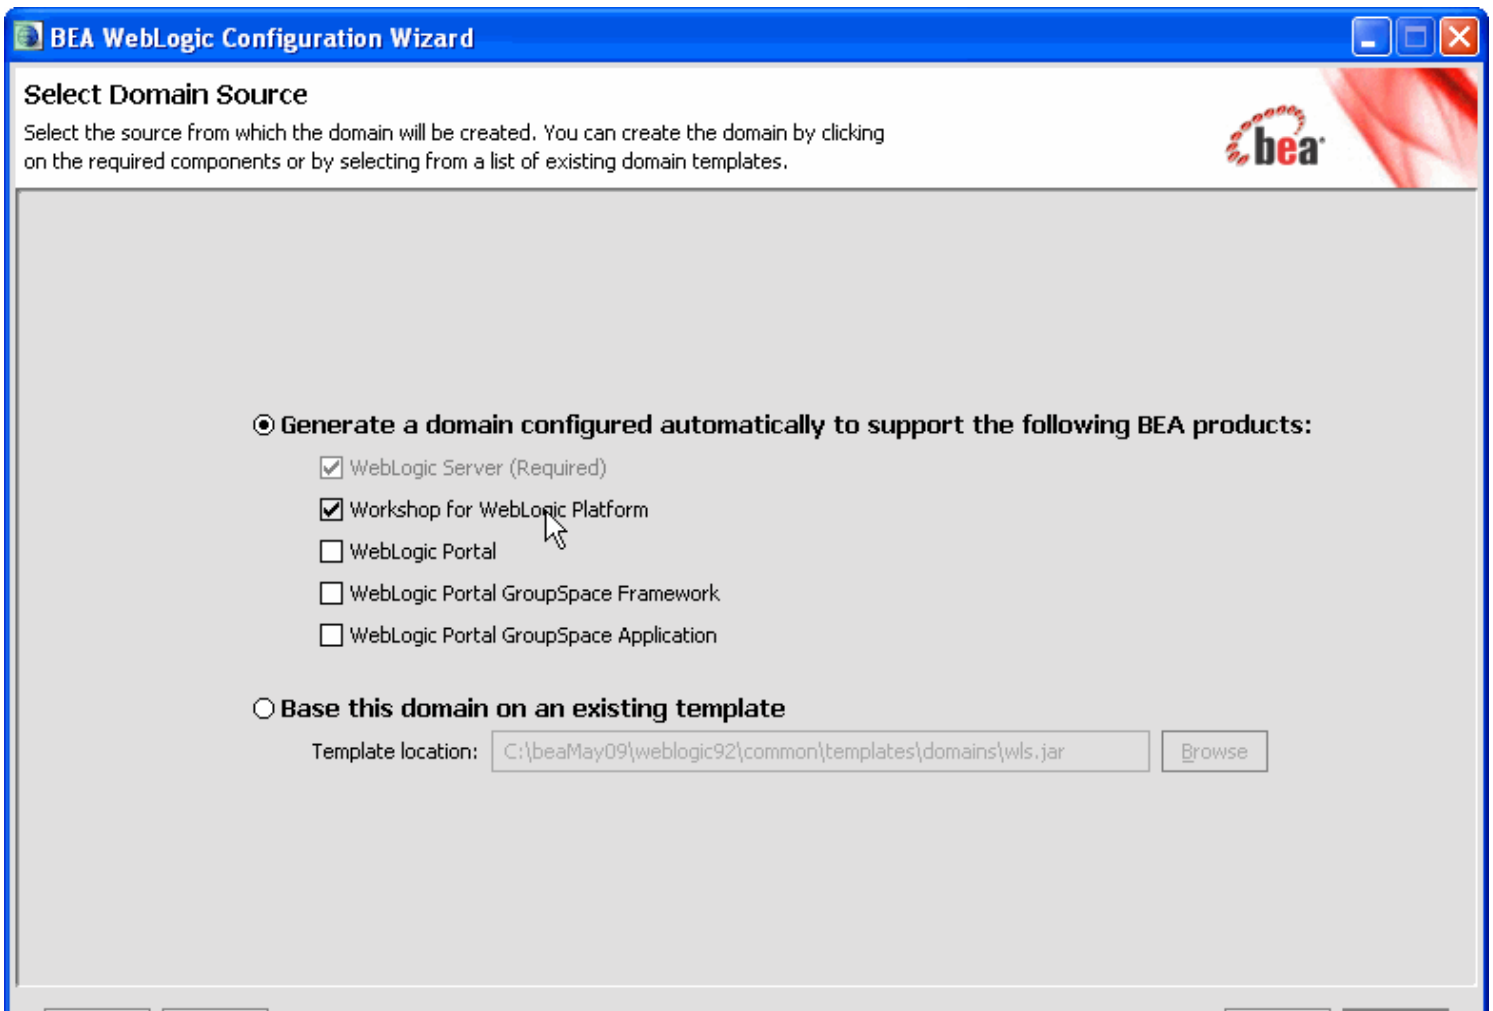 BEA WebLogic Configuration Wizard
Select Domain Source
Select the source from which the domain will be created. You can create the domain by clicking
on the required components or by selecting from a list of existing domain templates.
bea
Generate a domain configured automatically to support the following BEA products:
WebLogic Server (Required)
Workshop for WebLogic Platform
WebLogic Portal
WebLogic Portal GroupSpace Framework
WebLogic Portal GroupSpace Application
Base this domain on an existing template
Template location: C:\beaMay09\weblogic92\common\templates\domains\wls.jar Browse